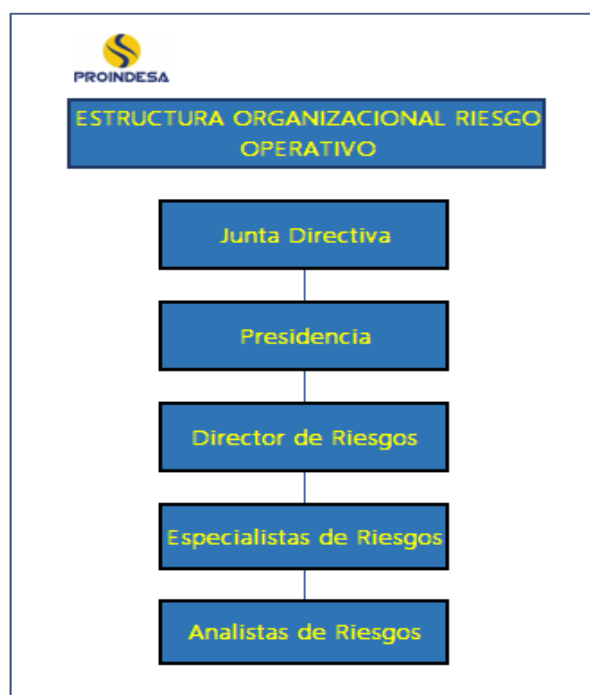 PROINDESA
ESTRUCTURA ORGANIZACIONAL RIESGO
OPERATIVO
Junta Directiva
Presidencia
Director de Riesgos
Especialistas de Riesgos
Analistas de Riesgos